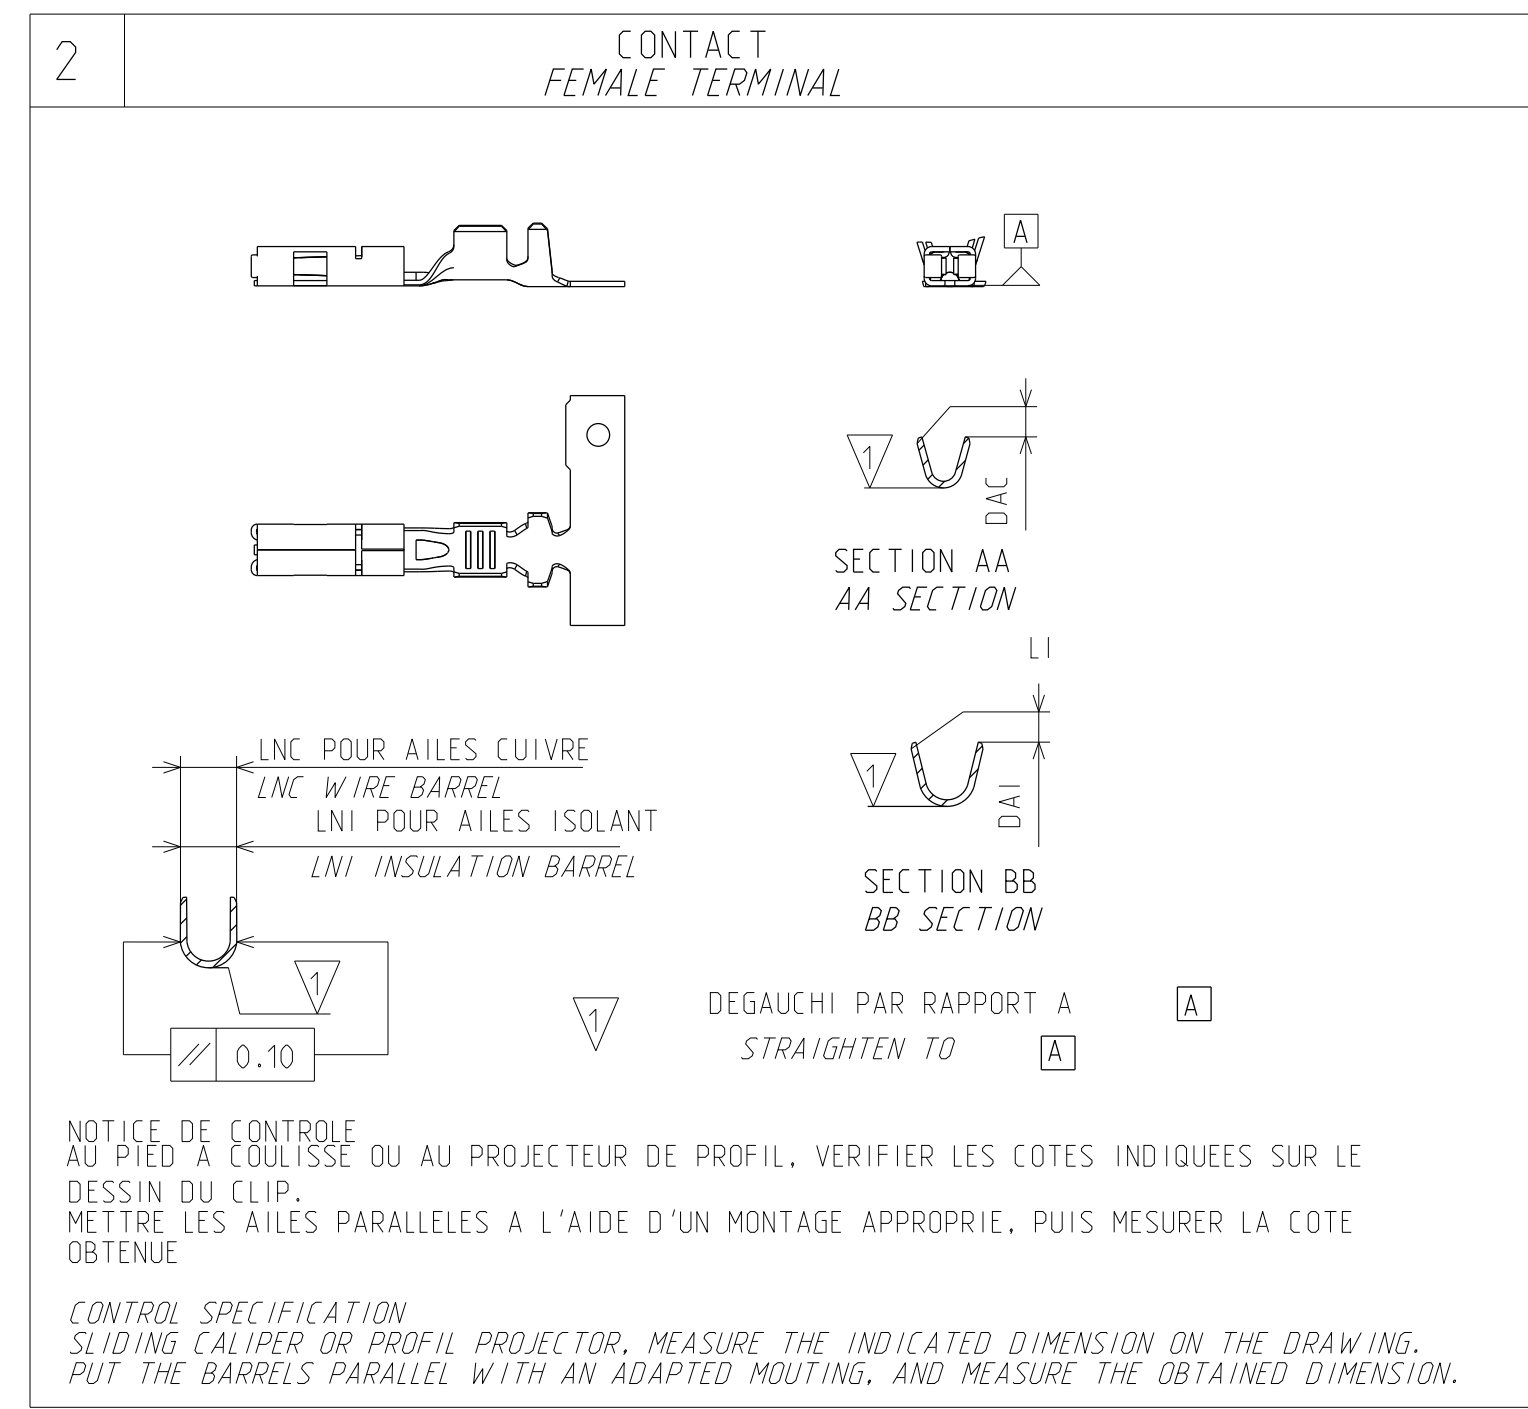 2
CONTACT
FEMALE TERMINAL
A
1
DAC
SECTION AA
AA SECTION
LI
1
DAI
SECTION BB
BB SECTION
LNC POUR AILES CUIVRE
LNC WIRE BARREL
LNI POUR AILES ISOLANT
LNI INSULATION BARREL
1
// 0.10
1
DEGAUCHI PAR RAPPORT A A
STRAIGHTEN TO A
NOTICE DE CONTROLE
AU PIED A COULISSE OU AU PROJECTEUR DE PROFIL, VERIFIER LES COTES INDIQUEES SUR LE
DESSIN DU CLIP.
METTRE LES AILES PARALLELES A L'AIDE D'UN MONTAGE APPROPRIE, PUIS MESURER LA COTE
OBTENUE
CONTROL SPECIFICATION
SLIDING CALIPER OR PROFIL PROJECTOR, MEASURE THE INDICATED DIMENSION ON THE DRAWING.
PUT THE BARRELS PARALLEL WITH AN ADAPTED MOUTING, AND MEASURE THE OBTAINED DIMENSION.